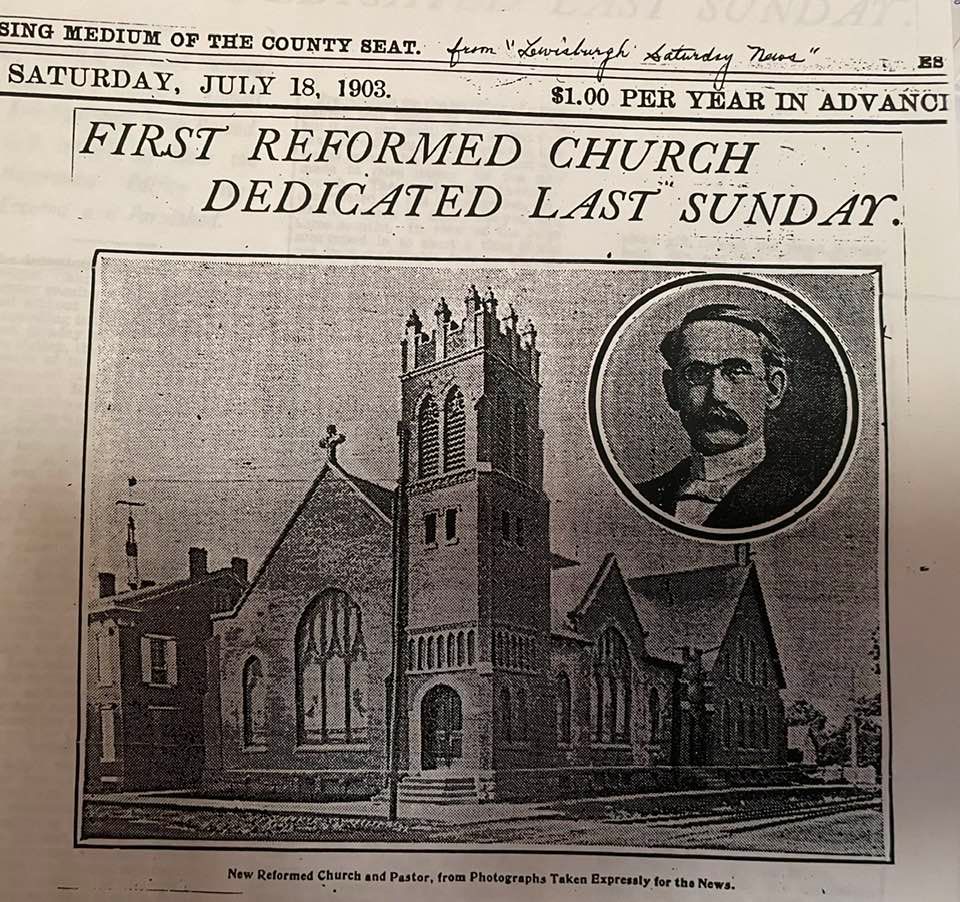 SING MEDIUM OF THE COUNTY SEAT. from "Lewisburgh Saturday News" ES
SATURDAY, JULY 18, 1903. $1.00 PER YEAR IN ADVANCI
FIRST REFORMED CHURCH
DEDICATED LAST SUNDAY.
New Reformed Church and Pastor, from Photographs Taken Expressly for the News.